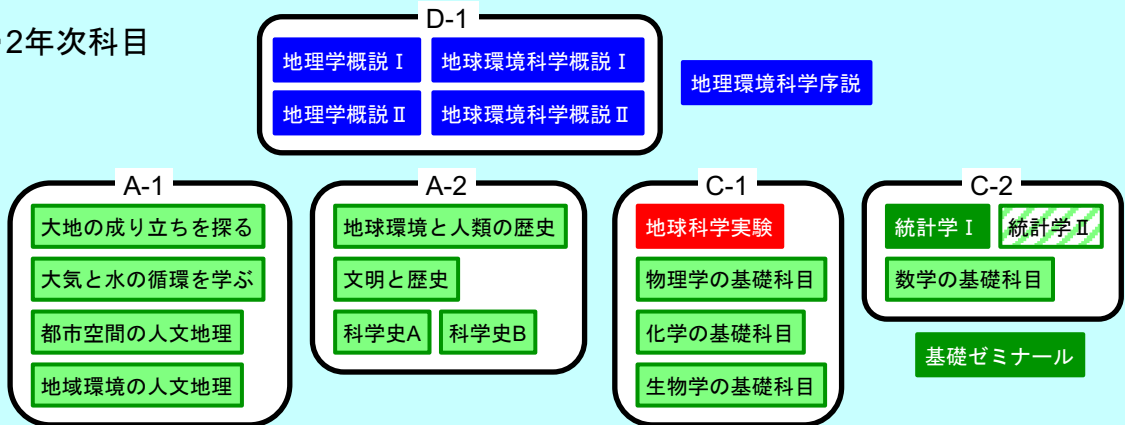 2年次科目
D-1
地理学概説Ⅰ 地球環境科学概説Ⅰ
地理学概説Ⅱ 地球環境科学概説Ⅱ
地理環境科学序説
A-1
大地の成り立ちを探る
大気と水の循環を学ぶ
都市空間の人文地理
地域環境の人文地理
A-2
地球環境と人類の歴史
文明と歴史
科学史A 科学史B
C-1
地球科学実験
物理学の基礎科目
化学の基礎科目
生物学の基礎科目
C-2
統計学Ⅰ 統計学Ⅱ
数学の基礎科目
基礎ゼミナール